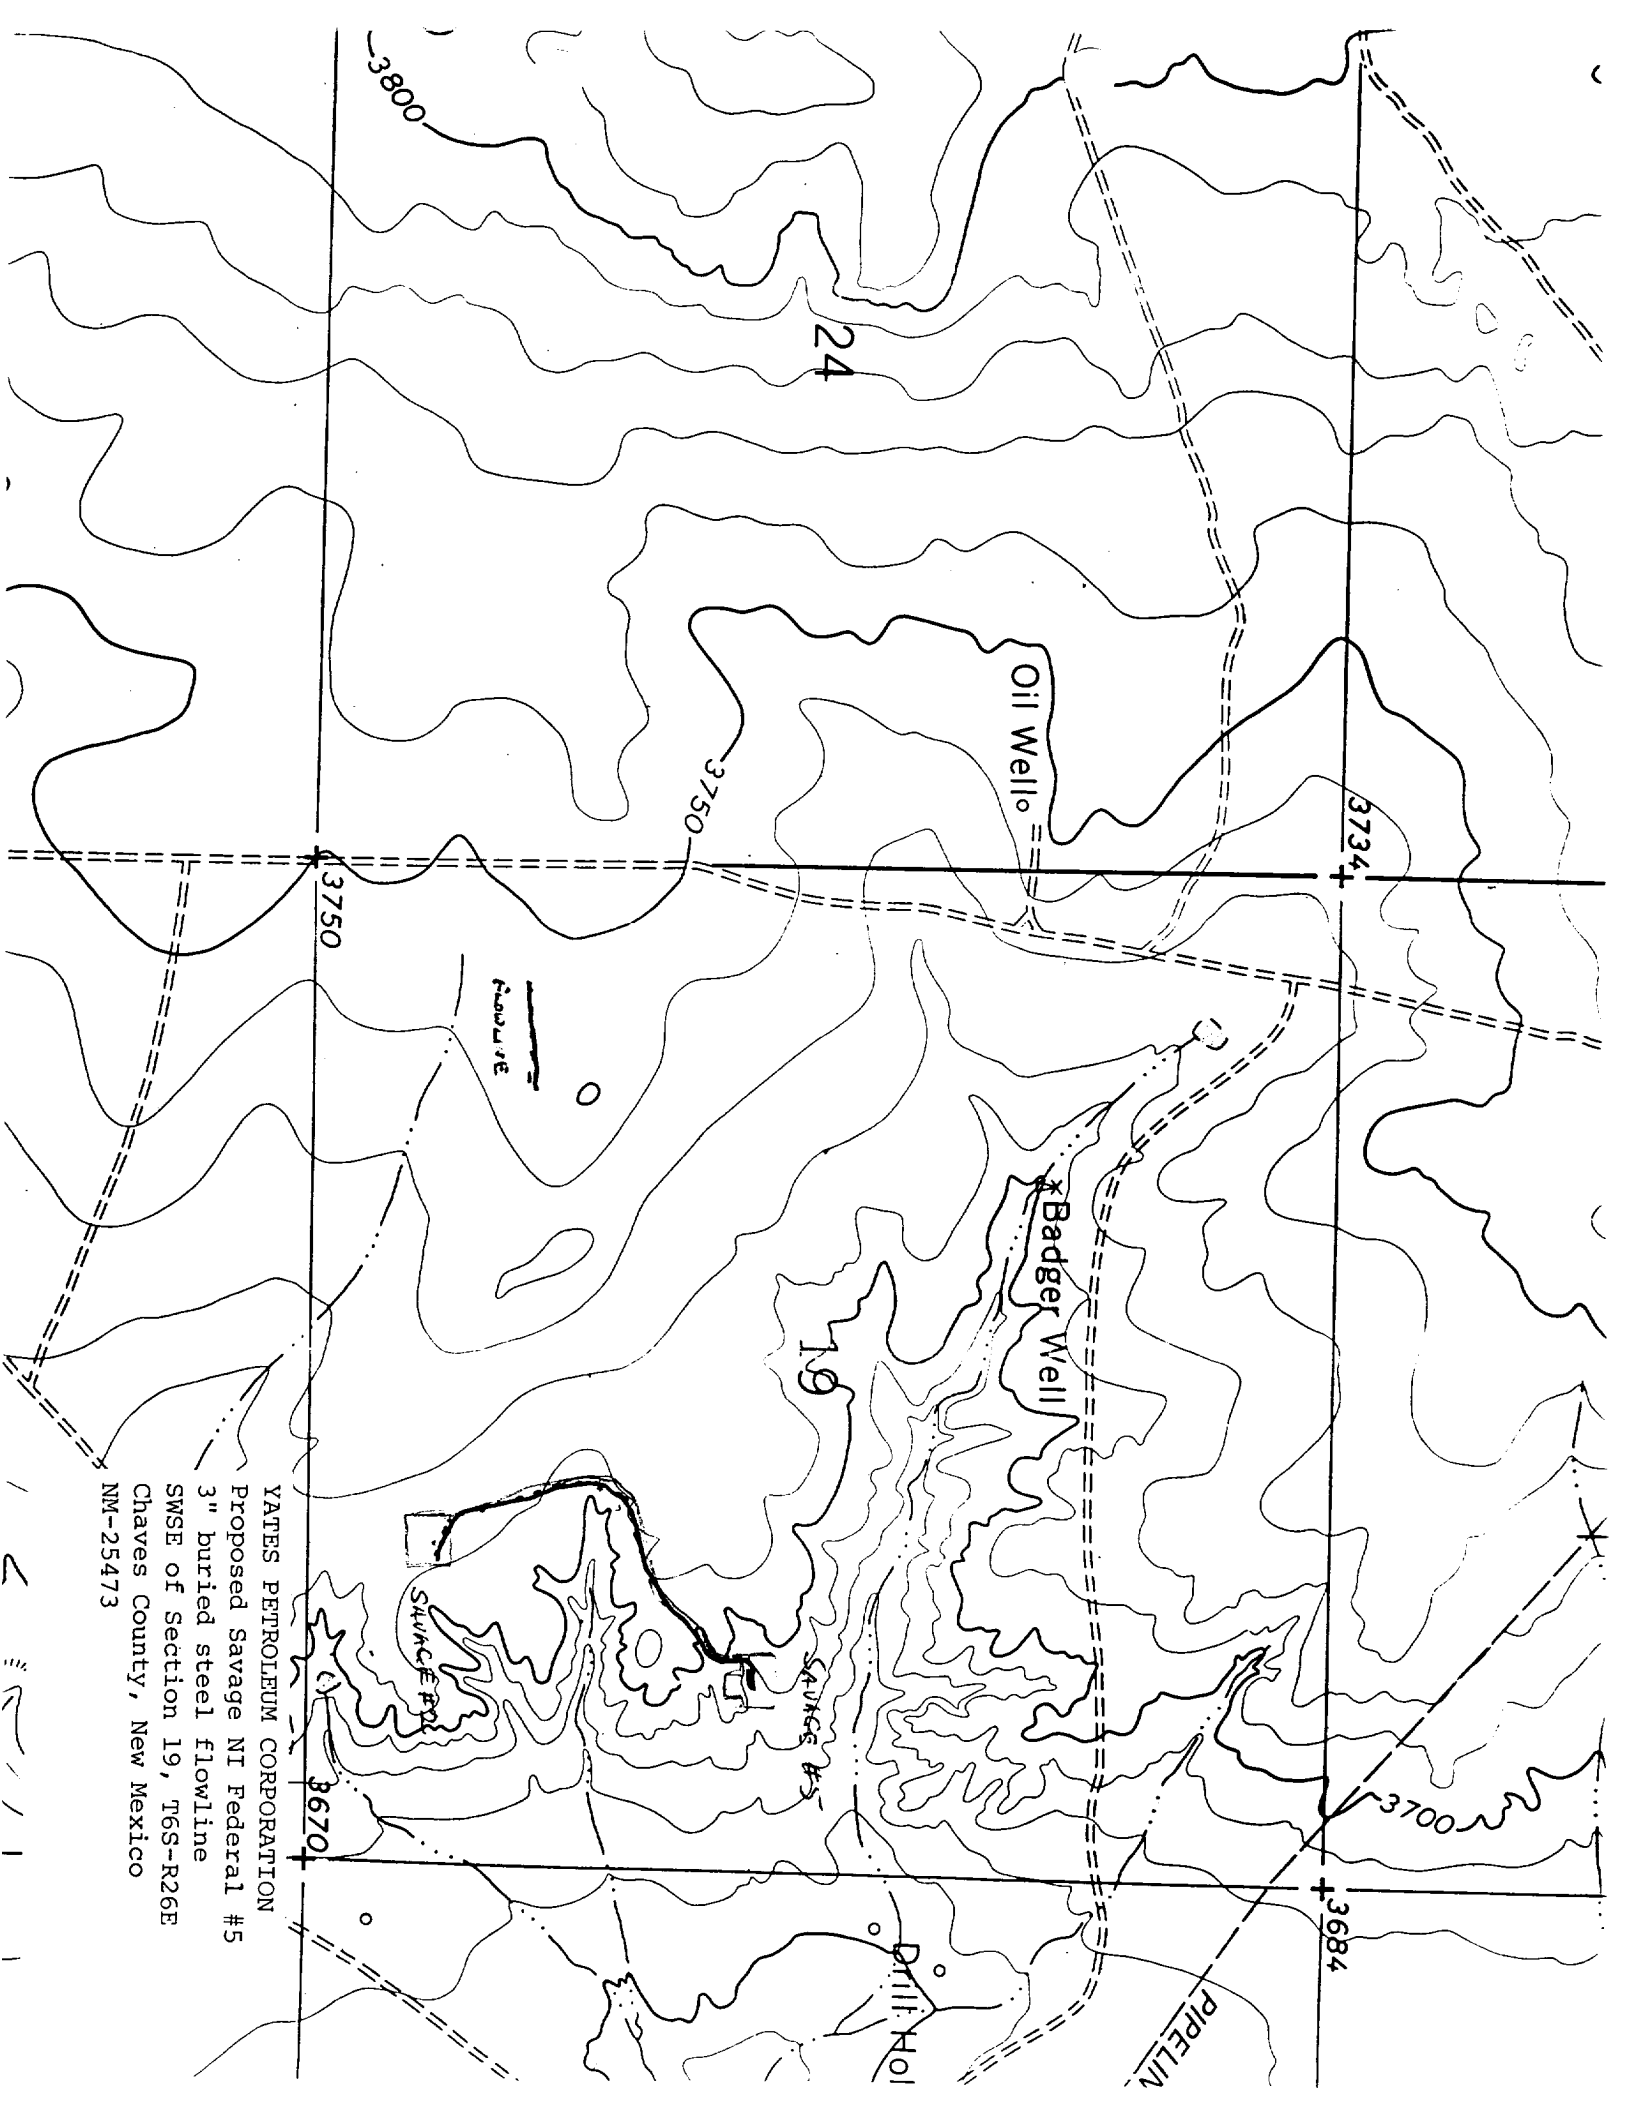 3800
24
Oil Well
3750
3734
3750
FLOWLINE
Badger Well
19
SAVAGE #5
SAVAGE
3700
3670
3684
Drill Hol
PIPELIN
YATES PETROLEUM CORPORATION
Proposed Savage NI Federal #5
3" buried steel flowline
SWSE of Section 19, T6S-R26E
Chaves County, New Mexico
NM-25473